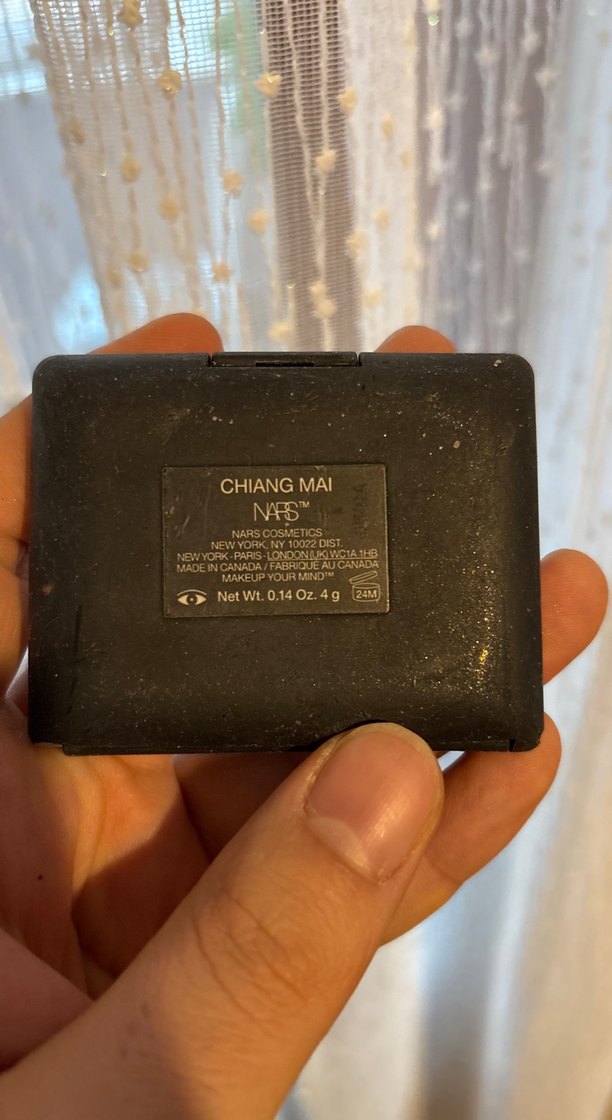 CHIANG MAI
NARS™
NARS COSMETICS
NEW YORK, NY 10022 DIST.
NEW YORK - PARIS - LONDON (UK) WC1A 1HB
MADE IN CANADA / FABRIQUÉ AU CANADA
MAKEUP YOUR MIND™
Net Wt. 0.14 Oz. 4 g
24M